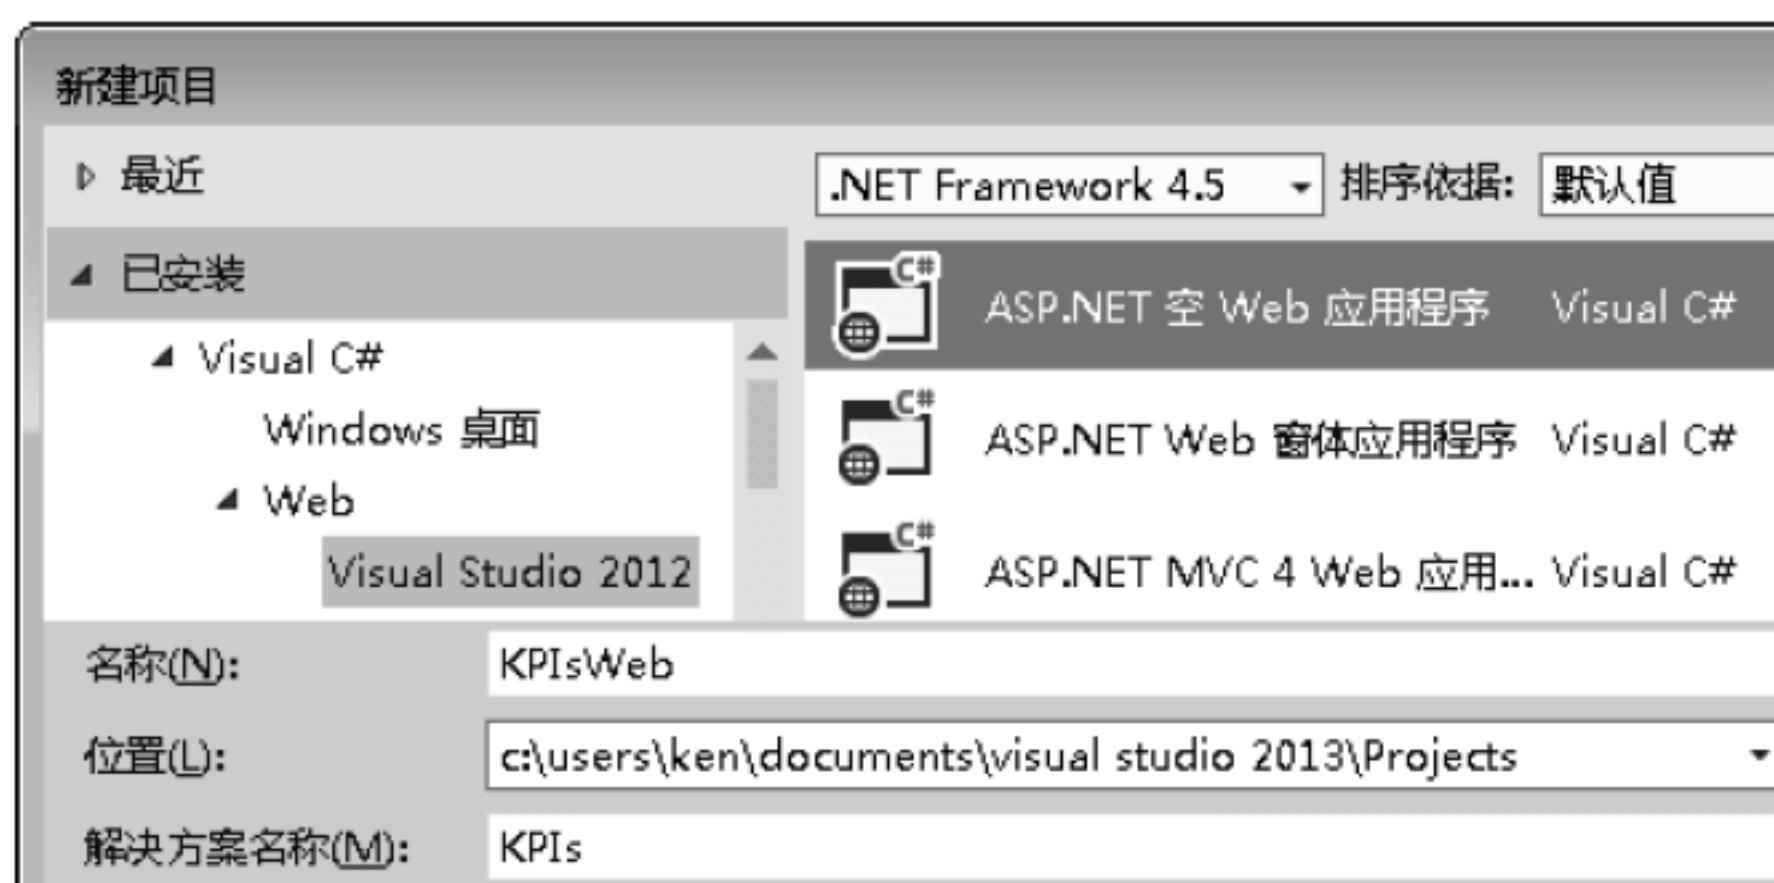 新建项目
最近
.NET Framework 4.5 排序依据: 默认值
已安装
Visual C#
Windows 桌面
Web
Visual Studio 2012
ASP.NET 空 Web 应用程序 Visual C#
ASP.NET Web 窗体应用程序 Visual C#
ASP.NET MVC 4 Web 应用... Visual C#
名称(N): KPIsWeb
位置(L): c:\users\ken\documents\visual studio 2013\Projects
解决方案名称(M): KPIs